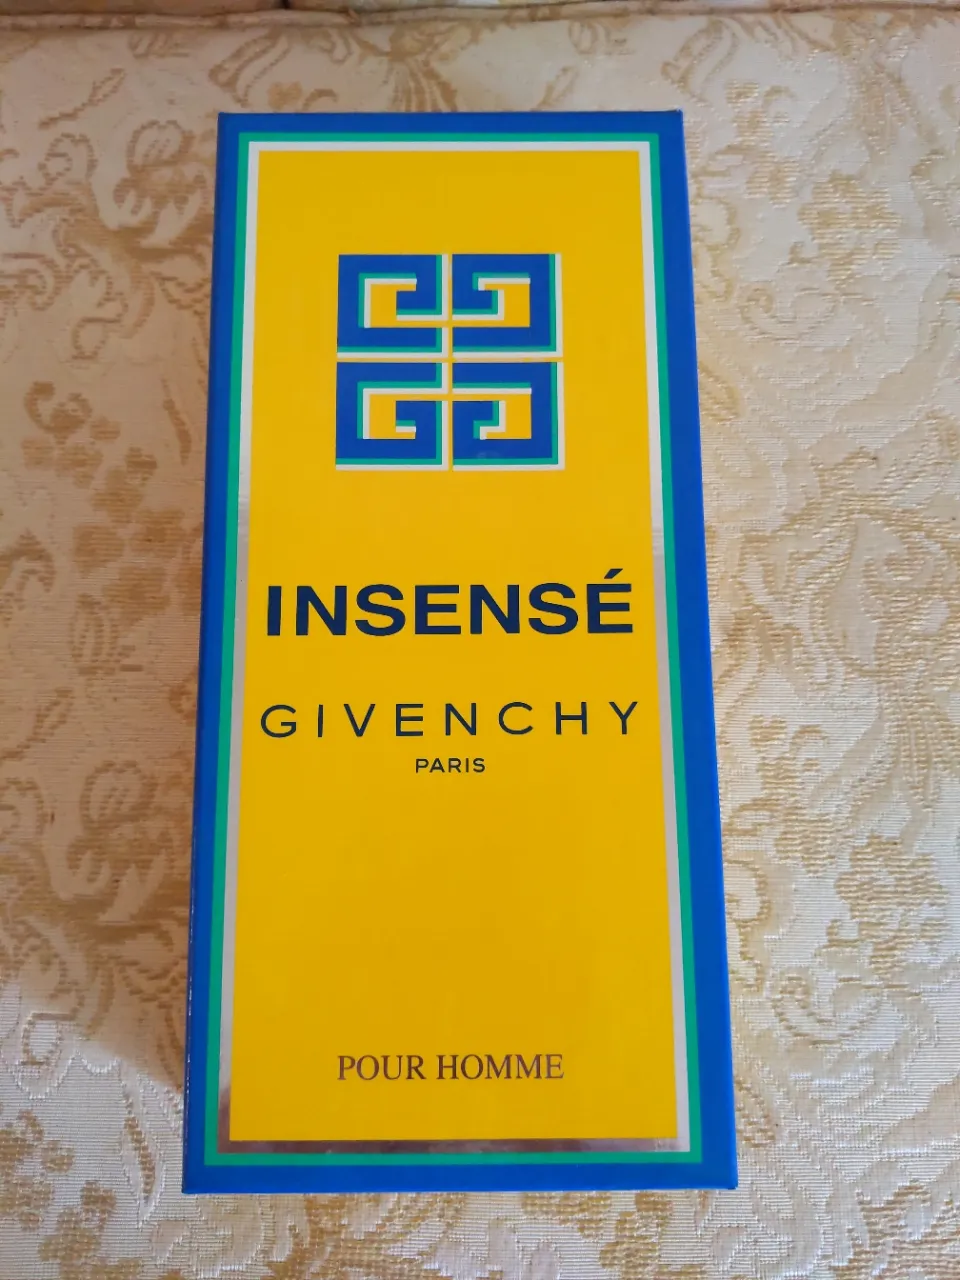 INSENSÉ
GIVENCHY
PARIS
POUR HOMME